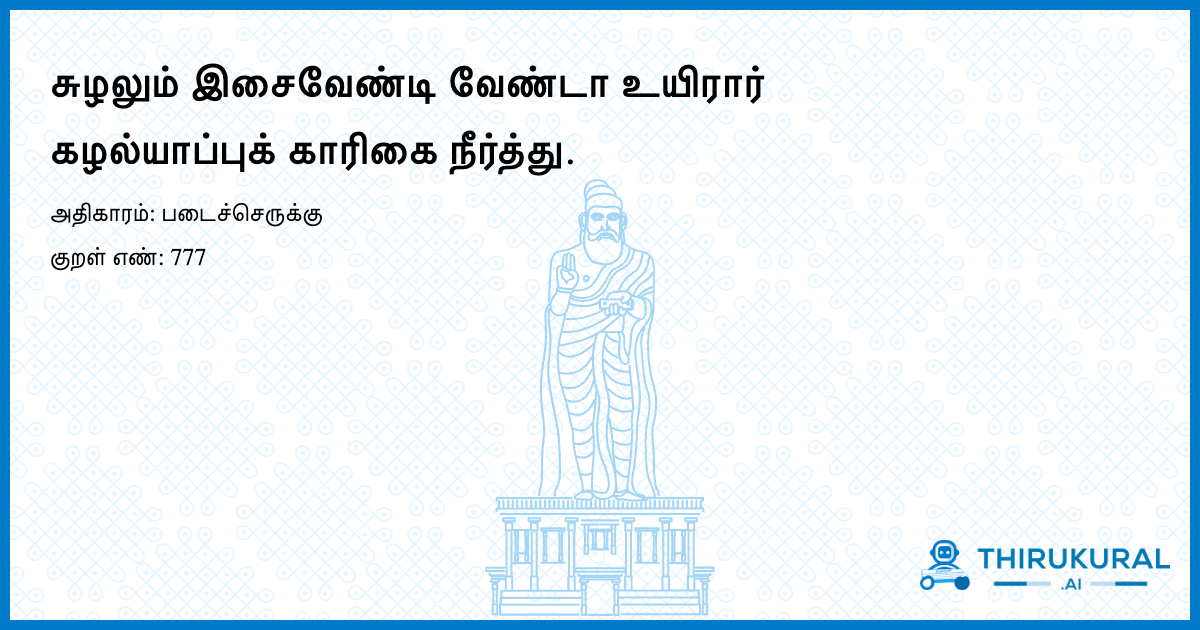 சுழலும் இசைவேண்டி வேண்டா உயிரார்
கழல்யாப்புக் காரிகை நீர்த்து.
அதிகாரம்: படைச்செருக்கு
குறள் எண்: 777
THIRUKURAL
.AI